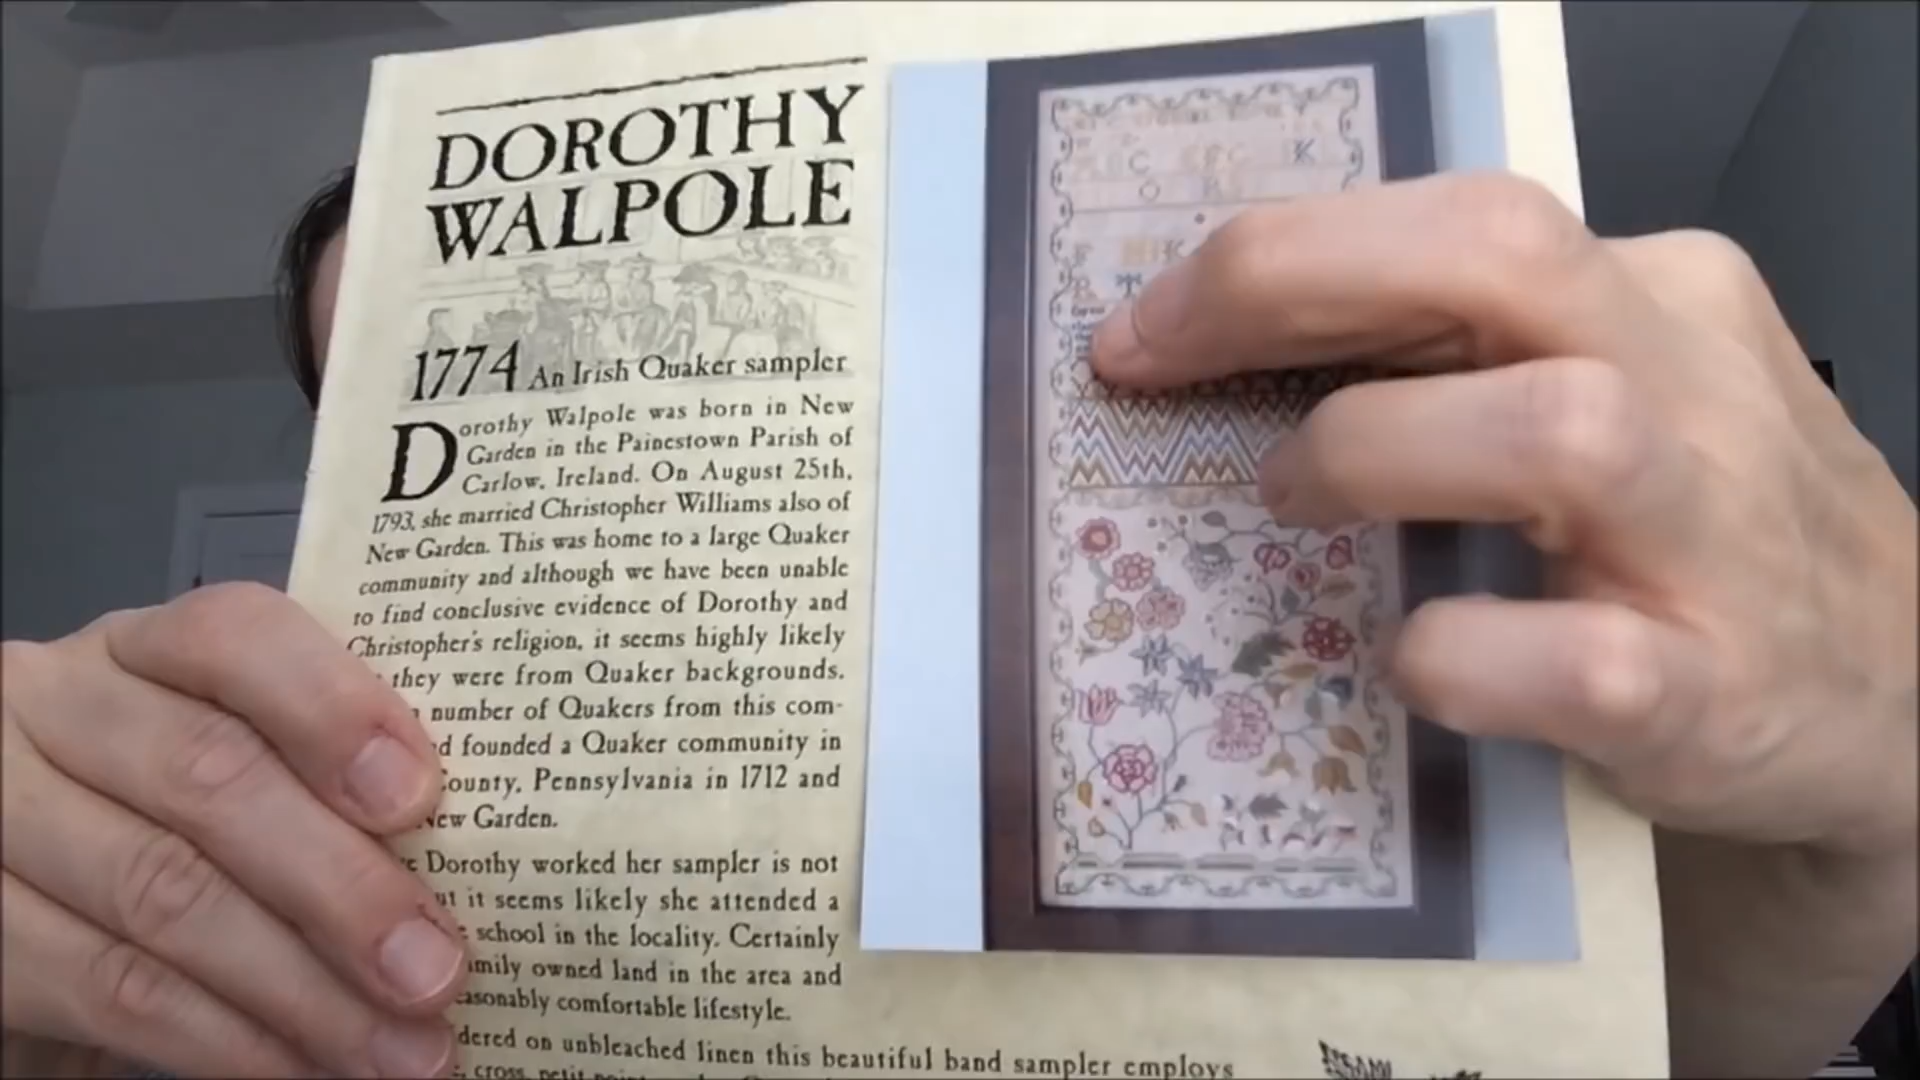 DOROTHY
WALPOLE
1774 An Irish Quaker sampler
Dorothy Walpole was born in New
Garden in the Painestown Parish of
Carlow, Ireland. On August 25th,
1793, she married Christopher Williams also of
New Garden. This was home to a large Quaker
community and although we have been unable
to find conclusive evidence of Dorothy and
Christopher's religion, it seems highly likely
they were from Quaker backgrounds.
number of Quakers from this com-
founded a Quaker community in
County, Pennsylvania in 1712 and
New Garden.
Dorothy worked her sampler is not
it seems likely she attended a
school in the locality. Certainly
owned land in the area and
comfortable lifestyle.
on unbleached linen this beautiful band sampler employs
cross, petit point